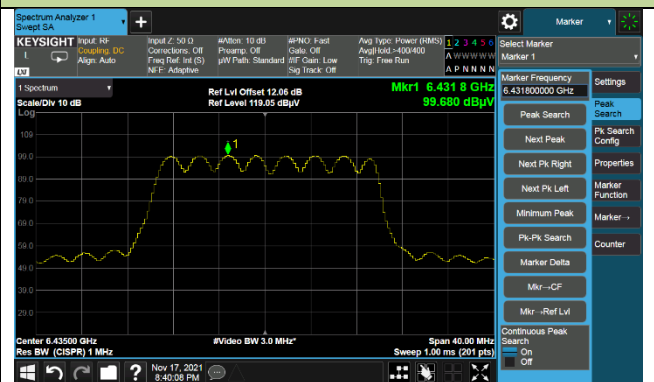 Spectrum Analyzer 1
Swept SA
Marker
KEYSIGHT
Input: RF
Coupling: DC
Align: Auto
Input Z: 50 Ω
Corrections: Off
Freq Ref: Int (S)
NFE: Adaptive
#Atten: 10 dB
Preamp: Off
µW Path: Standard
#PNO: Fast
Gate: Off
#IF Gain: Low
Sig Track: Off
Avg Type: Power (RMS)
Avg|Hold:>400/400
Trig: Free Run
1 2 3 4 5 6
A W W W W W
A P N N N N
L
LXI
Select Marker
Marker 1
1 Spectrum
Scale/Div 10 dB
Log
Ref Lvl Offset 12.06 dB
Ref Level 119.05 dBµV
Mkr1 6.431 8 GHz
99.680 dBµV
1
109
99.0
89.0
79.0
69.0
59.0
49.0
39.0
29.0
Center 6.43500 GHz
Res BW (CISPR) 1 MHz
#Video BW 3.0 MHz*
Span 40.00 MHz
Sweep 1.00 ms (201 pts)
Marker Frequency
6.431800000 GHz
Peak Search
Next Peak
Next Pk Right
Next Pk Left
Minimum Peak
Pk-Pk Search
Marker Delta
Mkr→CF
Mkr→Ref Lvl
Continuous Peak
Search
On
Off
Settings
Peak
Search
Pk Search
Config
Properties
Marker
Function
Marker→
Counter
?
Nov 17, 2021
8:40:08 PM